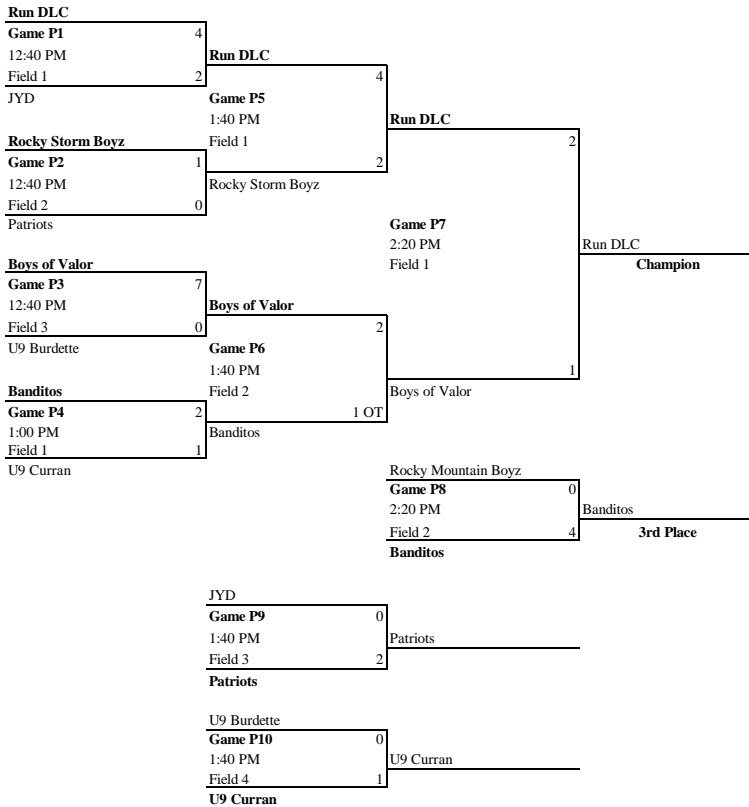 Run DLC
Game P1 4
12:40 PM Run DLC
Field 1 2 4
JYD Game P5
1:40 PM Run DLC
Rocky Storm Boyz Field 1 2
Game P2 1 2
12:40 PM Rocky Storm Boyz
Field 2 0
Patriots Game P7
2:20 PM Run DLC
Boys of Valor Field 1 Champion
Game P3 7
12:40 PM Boys of Valor
Field 3 0 2
U9 Burdette Game P6
1:40 PM 1
Banditos Field 2 Boys of Valor
Game P4 2 1 OT
1:00 PM Banditos
Field 1 1
U9 Curran Rocky Mountain Boyz
Game P8 0
2:20 PM Banditos
Field 2 4 3rd Place
Banditos
JYD
Game P9 0
1:40 PM Patriots
Field 3 2
Patriots
U9 Burdette
Game P10 0
1:40 PM U9 Curran
Field 4 1
U9 Curran